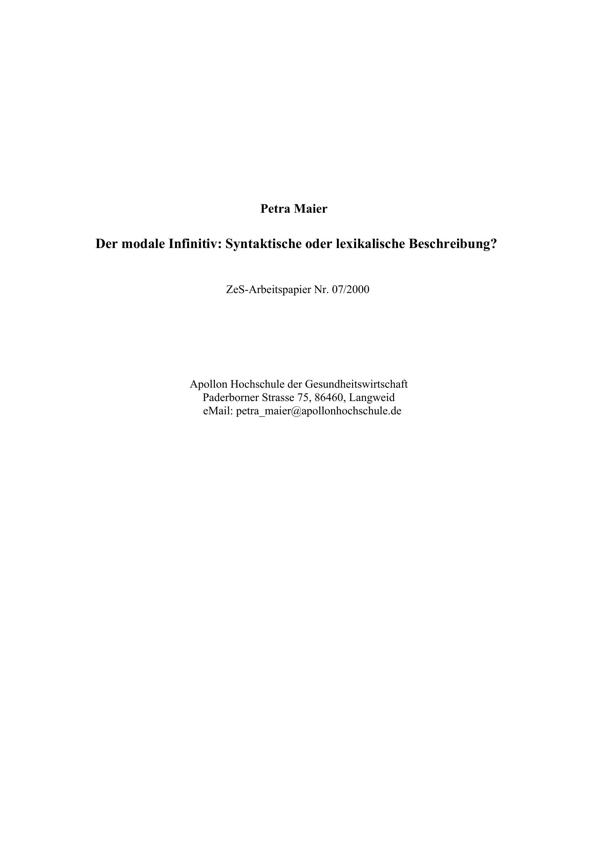 Petra Maier
Der modale Infinitiv: Syntaktische oder lexikalische Beschreibung?
ZeS-Arbeitspapier Nr. 07/2000
Apollon Hochschule der Gesundheitswirtschaft
Paderborner Strasse 75, 86460, Langweid
eMail: petra_maier@apollonhochschule.de